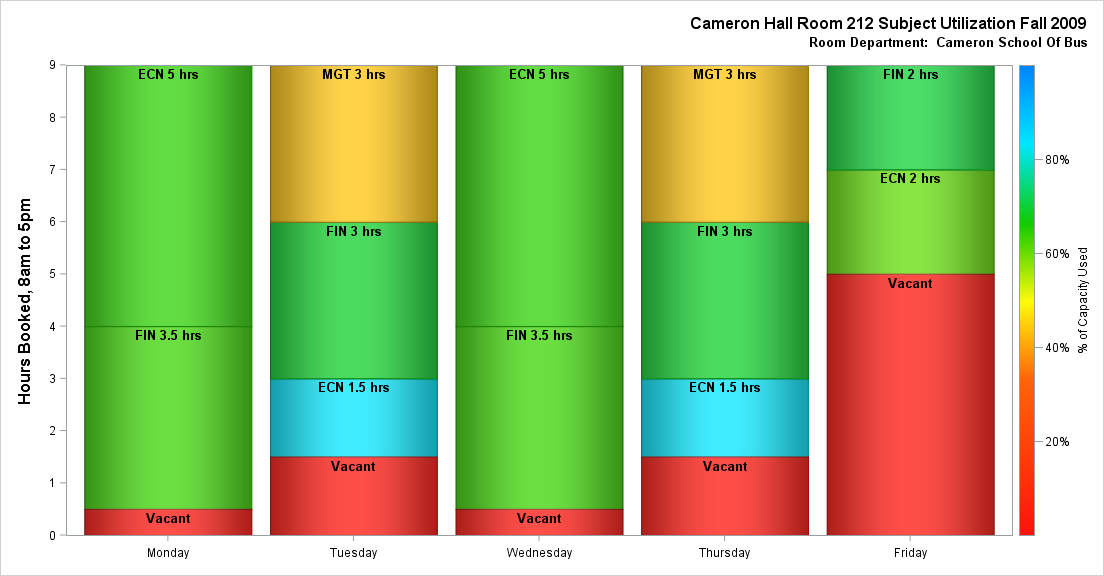 Cameron Hall Room 212 Subject Utilization Fall 2009
Room Department:  Cameron School Of Bus
Hours Booked, 8am to 5pm
9
8
7
6
5
4
3
2
1
0
ECN 5 hrs
FIN 3.5 hrs
Vacant
MGT 3 hrs
FIN 3 hrs
ECN 1.5 hrs
Vacant
ECN 5 hrs
FIN 3.5 hrs
Vacant
MGT 3 hrs
FIN 3 hrs
ECN 1.5 hrs
Vacant
FIN 2 hrs
ECN 2 hrs
Vacant
Monday
Tuesday
Wednesday
Thursday
Friday
80%
60%
40%
20%
% of Capacity Used